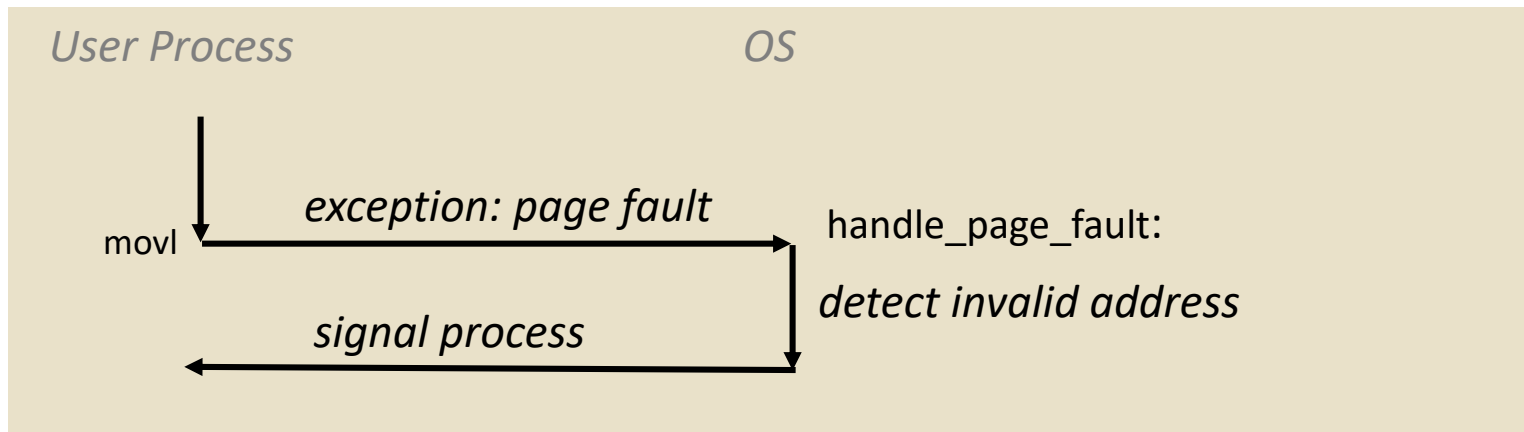 User Process OS
exception: page fault
handle_page_fault:
movl
detect invalid address
signal process